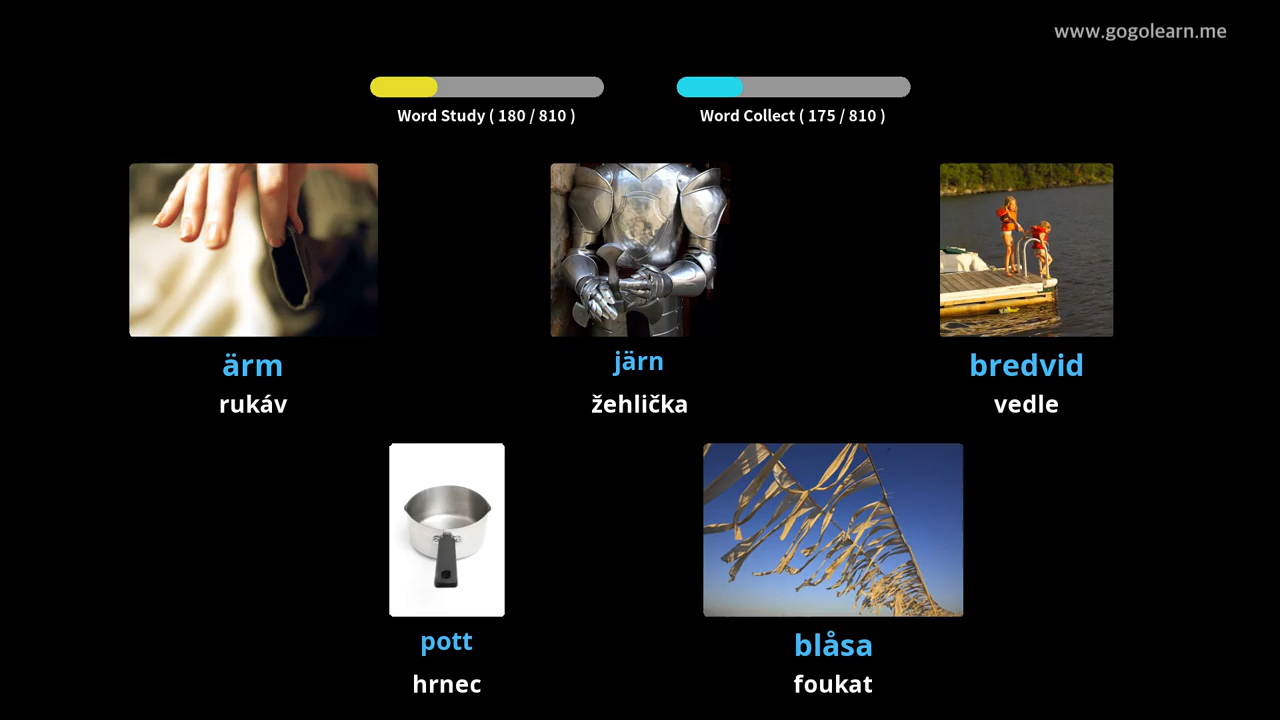 www.gogolearn.me
Word Study ( 180 / 810 )
Word Collect ( 175 / 810 )
ärm
järn
bredvid
rukáv
žehlička
vedle
pott
blåsa
hrnec
foukat